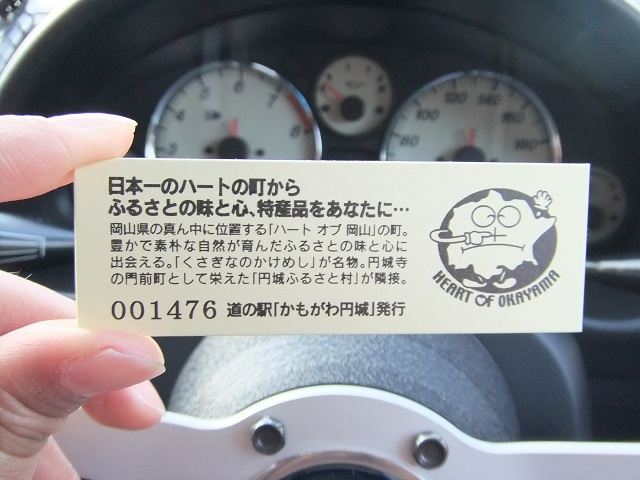 日本一のハートの町から
ふるさとの味と心、特産品をあなたに…
岡山県の真ん中に位置する「ハート オブ 岡山」の町。
豊かで素朴な自然が育んだふるさとの味と心に
出会える。「くさぎなのかけめし」が名物。円城寺
の門前町として栄えた「円城ふるさと村」が隣接。
001476 道の駅「かもがわ円城」発行
HEART OF OKAYAMA
7
8
60
140
180